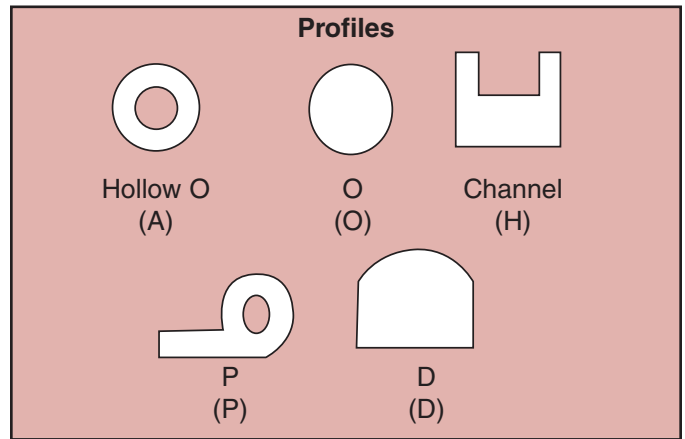 Profiles
Hollow O
(A)
O
(O)
Channel
(H)
P
(P)
D
(D)